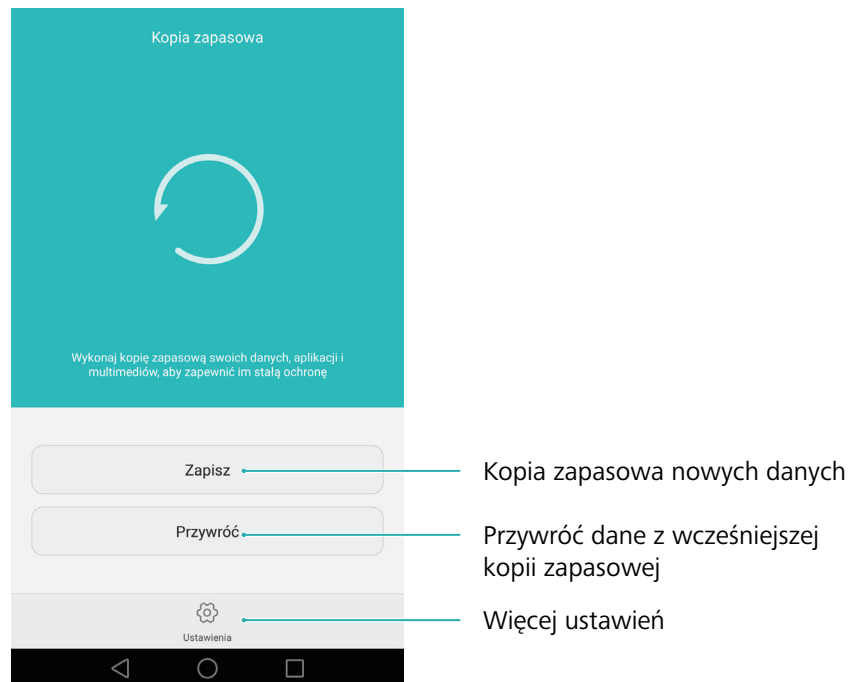 Kopia zapasowa
Wykonaj kopię zapasową swoich danych, aplikacji i
multimediów, aby zapewnić im stałą ochronę
Zapisz
Kopia zapasowa nowych danych
Przywróć
Przywróć dane z wcześniejszej
kopii zapasowej
Ustawienia
Więcej ustawień